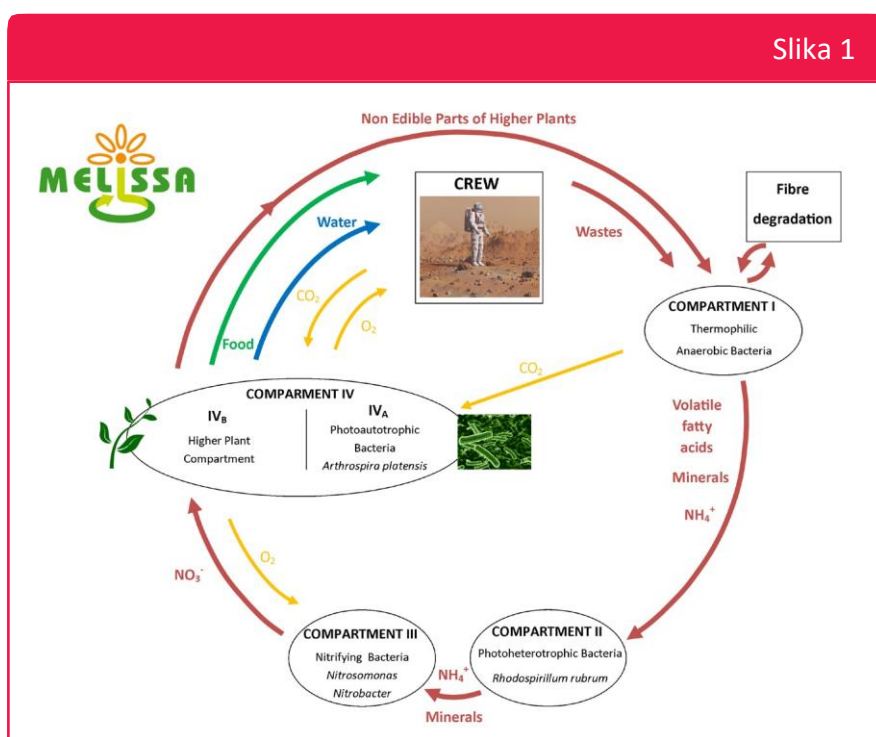 Slika 1
MELISSA
Non Edible Parts of Higher Plants
CREW
Fibre
degradation
Water
Wastes
CO₂
O₂
Food
COMPARTMENT I
Thermophilic
Anaerobic Bacteria
CO₂
COMPARMENT IV
IV_B
Higher Plant
Compartment
IV_A
Photoautotrophic
Bacteria
Arthrospira platensis
Volatile
fatty
acids
Minerals
NH₄⁺
O₂
NO₃⁻
COMPARTMENT III
Nitrifying Bacteria
Nitrosomonas
Nitrobacter
NH₄⁺
Minerals
COMPARTMENT II
Photoheterotrophic Bacteria
Rhodospirillum rubrum